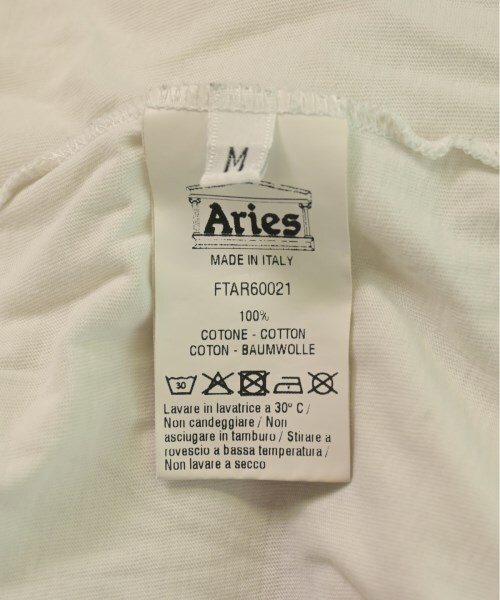 M
Aries
MADE IN ITALY
FTAR60021
100%
COTONE - COTTON
COTON - BAUMWOLLE
30
Lavare in lavatrice a 30° C /
Non candeggiare / Non
asciugare in tamburo / Stirare a
rovescio a bassa temperatura /
Non lavare a secco